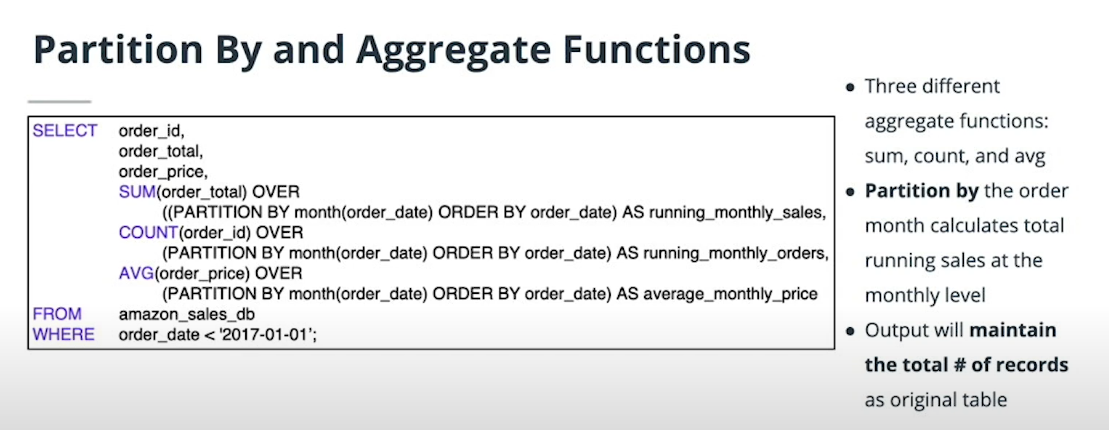 Partition By and Aggregate Functions
SELECT order_id,
order_total,
order_price,
SUM(order_total) OVER
((PARTITION BY month(order_date) ORDER BY order_date) AS running_monthly_sales,
COUNT(order_id) OVER
(PARTITION BY month(order_date) ORDER BY order_date) AS running_monthly_orders,
AVG(order_price) OVER
(PARTITION BY month(order_date) ORDER BY order_date) AS average_monthly_price
FROM amazon_sales_db
WHERE order_date < '2017-01-01';
● Three different
aggregate functions:
sum, count, and avg
● Partition by the order
month calculates total
running sales at the
monthly level
● Output will maintain
the total # of records
as original table